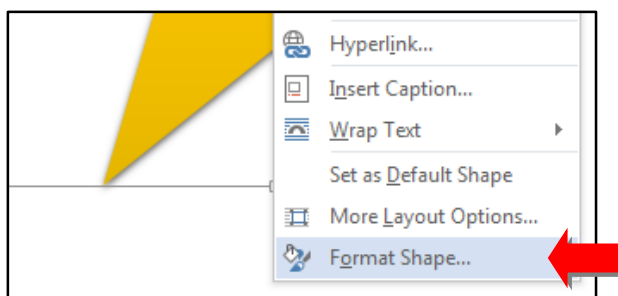 Hyperlink...
Insert Caption...
Wrap Text
Set as Default Shape
More Layout Options...
Format Shape...